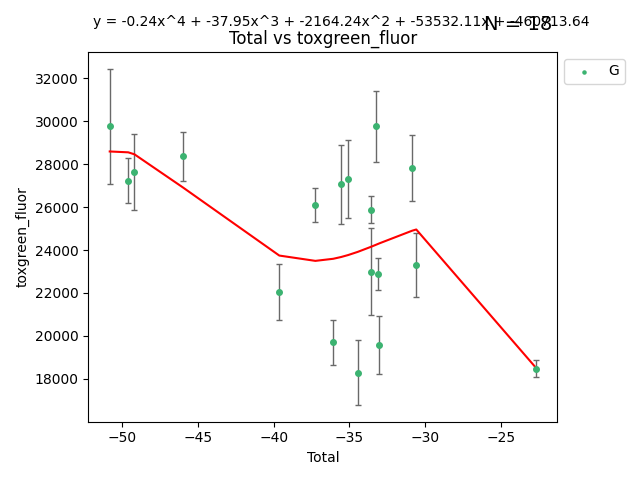 y = -0.24x^4 + -37.95x^3 + -2164.24x^2 + -53532.11x
N = 18
Total vs toxgreen_fluor
G
32000
30000
28000
26000
24000
22000
20000
18000
toxgreen_fluor
−50
−45
−40
−35
−30
−25
Total